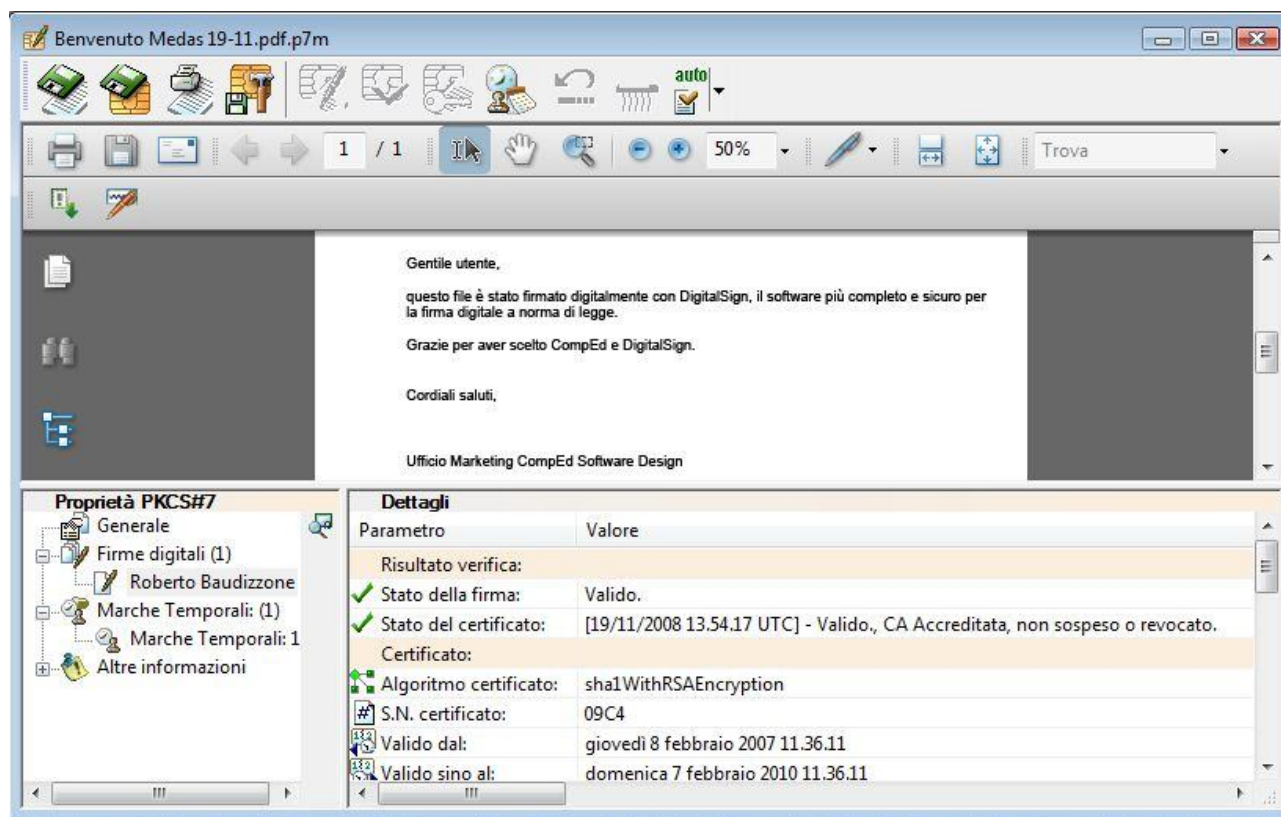 Benvenuto Medas 19-11.pdf.p7m
auto
1 / 1
50%
Trova
Gentile utente,
questo file è stato firmato digitalmente con DigitalSign, il software più completo e sicuro per
la firma digitale a norma di legge.
Grazie per aver scelto CompEd e DigitalSign.
Cordiali saluti,
Ufficio Marketing CompEd Software Design
Proprietà PKCS#7
Generale
Firme digitali (1)
Roberto Baudizzone
Marche Temporali: (1)
Marche Temporali: 1
Altre informazioni
Dettagli
Parametro Valore
Risultato verifica:
Stato della firma: Valido.
Stato del certificato: [19/11/2008 13.54.17 UTC] - Valido., CA Accreditata, non sospeso o revocato.
Certificato:
Algoritmo certificato: sha1WithRSAEncryption
S.N. certificato: 09C4
Valido dal: giovedì 8 febbraio 2007 11.36.11
Valido sino al: domenica 7 febbraio 2010 11.36.11